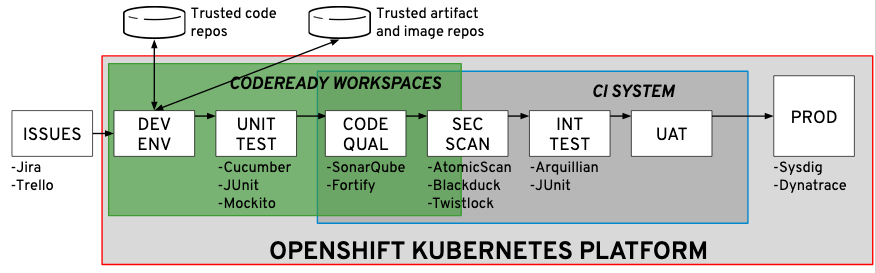 Trusted code
repos
Trusted artifact
and image repos
CODEREADY WORKSPACES
CI SYSTEM
ISSUES
-Jira
-Trello
DEV
ENV
UNIT
TEST
-Cucumber
-JUnit
-Mockito
CODE
QUAL
-SonarQube
-Fortify
SEC
SCAN
-AtomicScan
-Blackduck
-Twistlock
INT
TEST
-Arquillian
-JUnit
UAT
PROD
-Sysdig
-Dynatrace
OPENSHIFT KUBERNETES PLATFORM